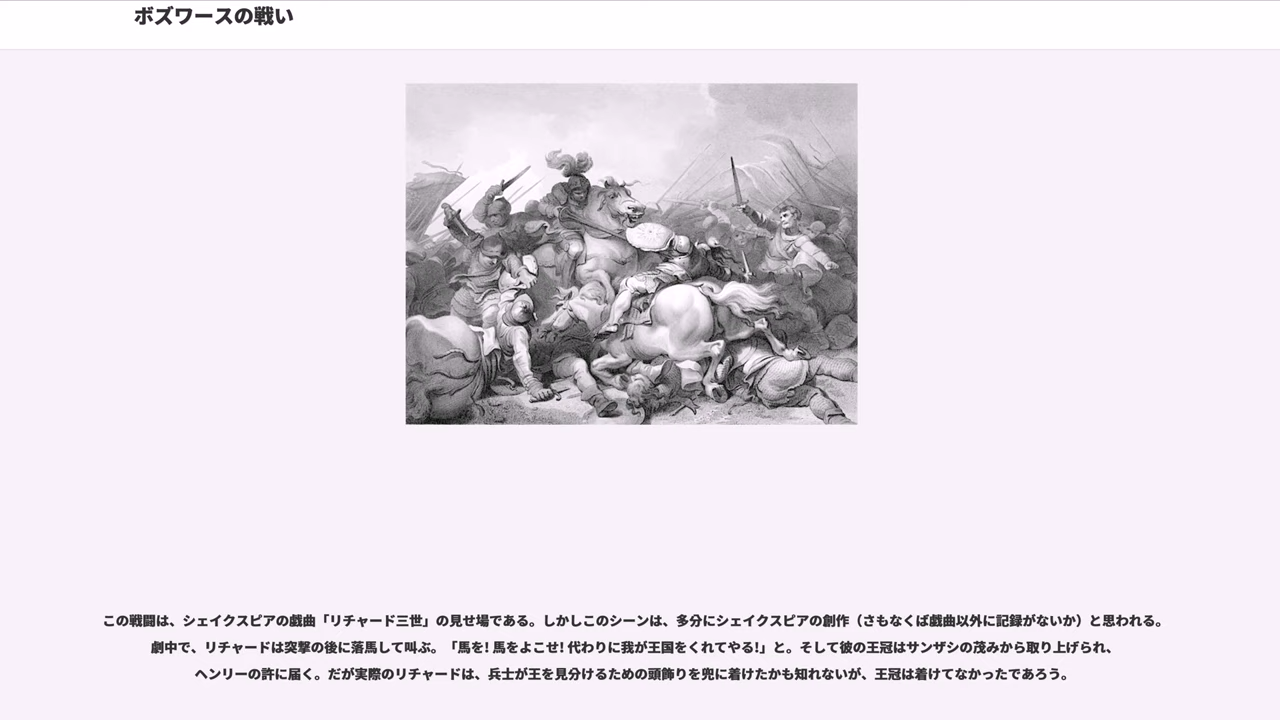 ボズワースの戦い
この戦闘は、シェイクスピアの戯曲「リチャード三世」の見せ場である。しかしこのシーンは、多分にシェイクスピアの創作（さもなくば戯曲以外に記録がないか）と思われる。
劇中で、リチャードは突撃の後に落馬して叫ぶ。「馬を! 馬をよこせ! 代わりに我が王国をくれてやる!」と。そして彼の王冠はサンザシの茂みから取り上げられ、
ヘンリーの許に届く。だが実際のリチャードは、兵士が王を見分けるための頭飾りを兜に着けたかも知れないが、王冠は着けてなかったであろう。